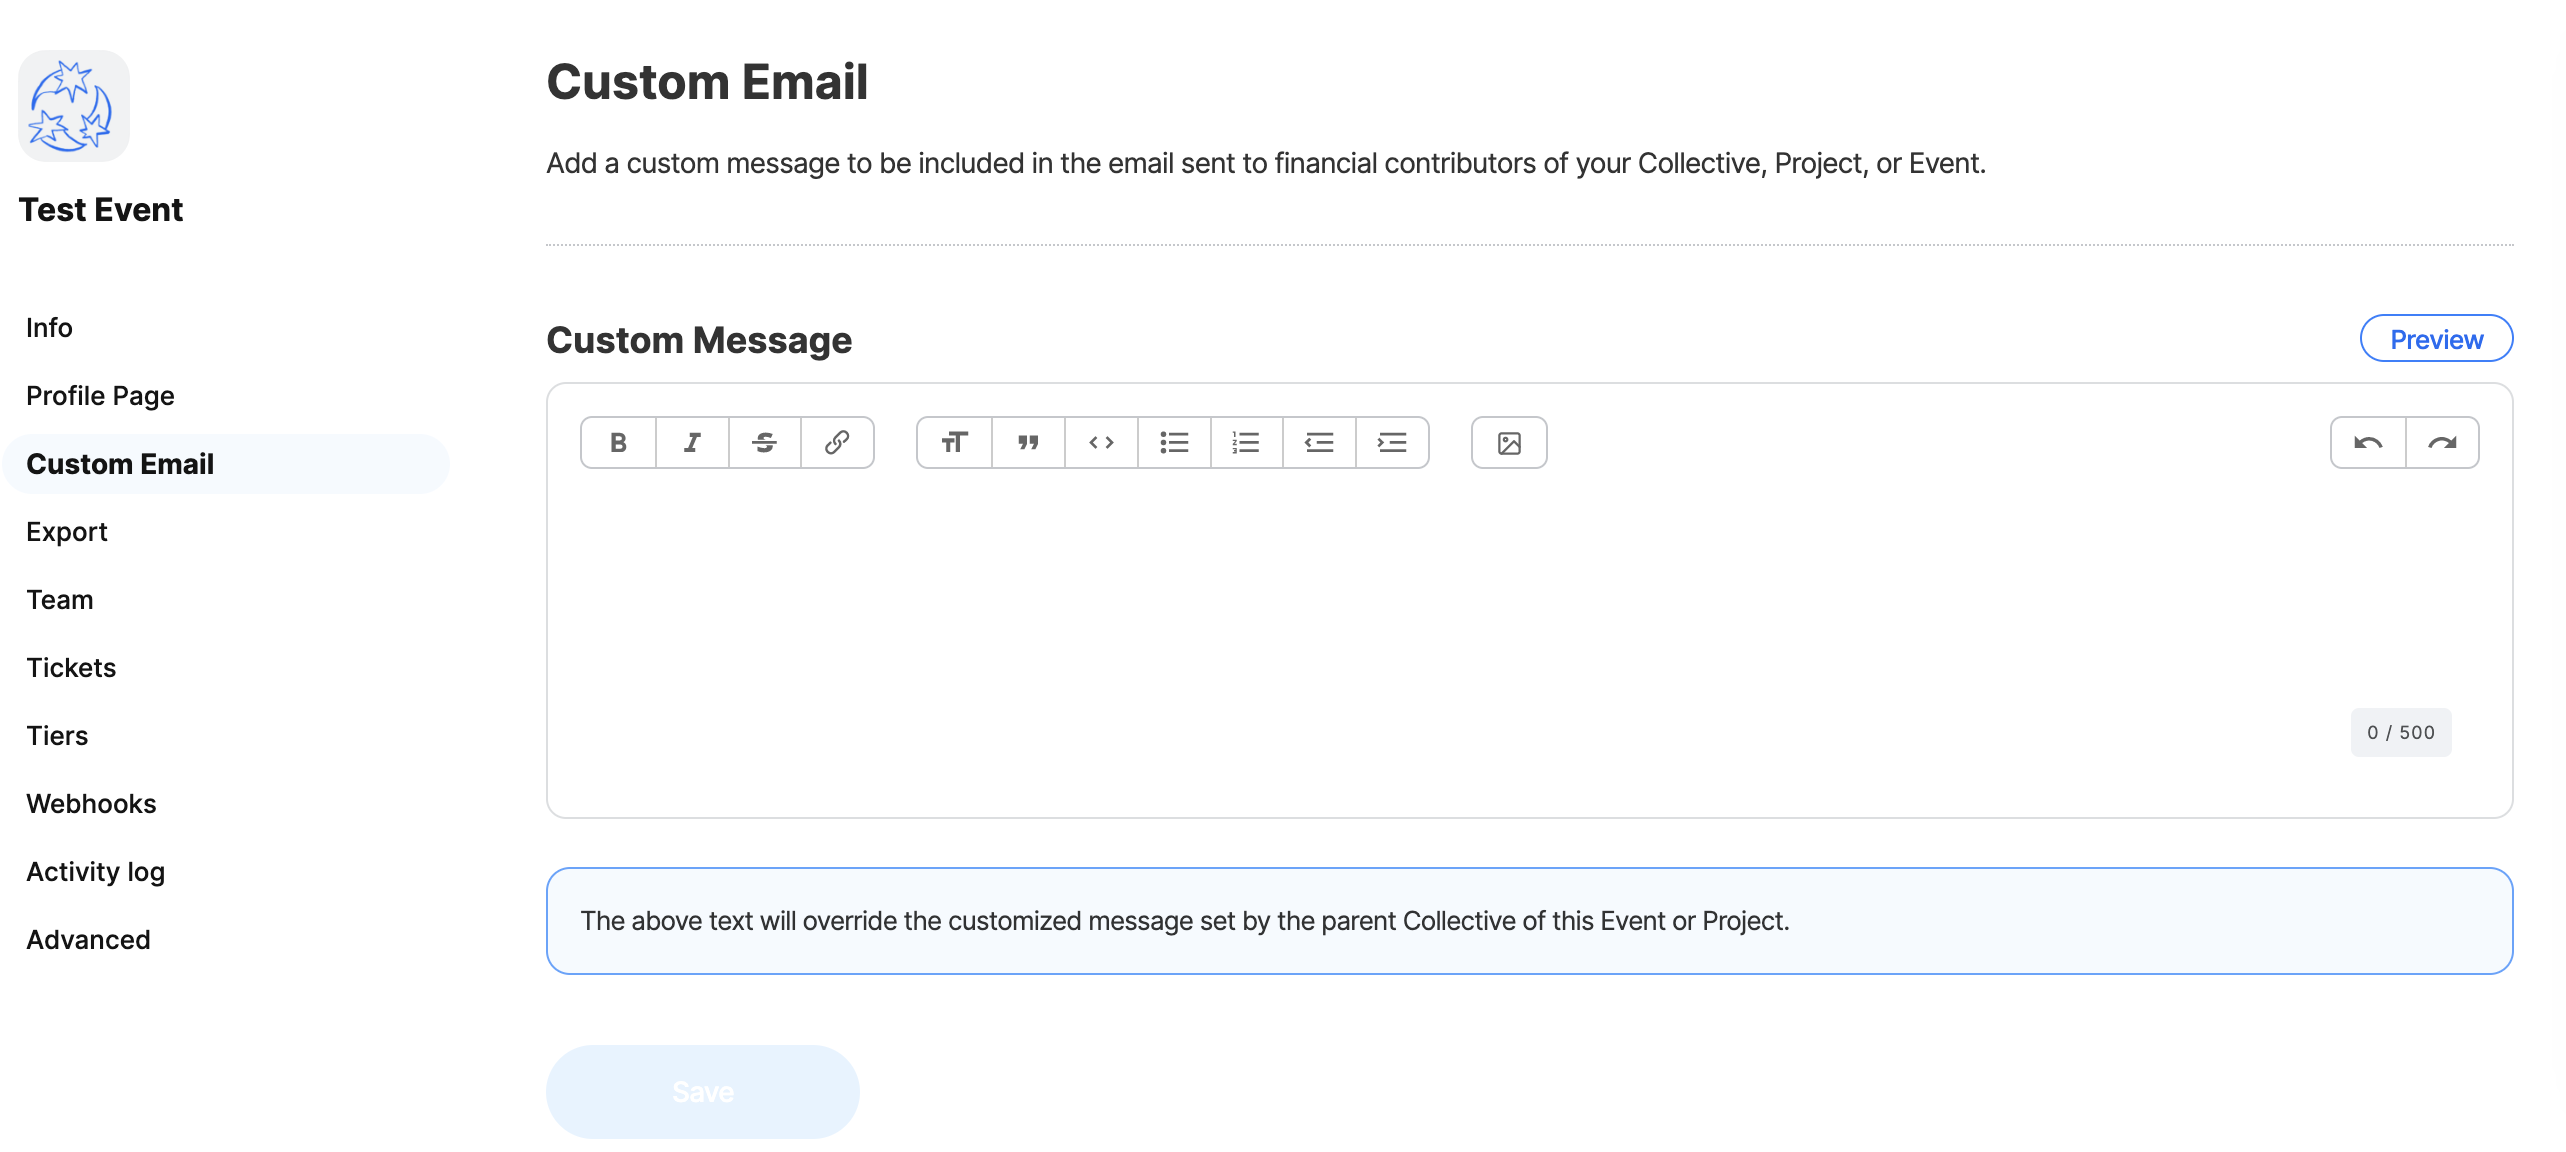 Test Event
Info
Profile Page
Custom Email
Export
Team
Tickets
Tiers
Webhooks
Activity log
Advanced
Custom Email
Add a custom message to be included in the email sent to financial contributors of your Collective, Project, or Event.
Custom Message
Preview
0 / 500
The above text will override the customized message set by the parent Collective of this Event or Project.
Save